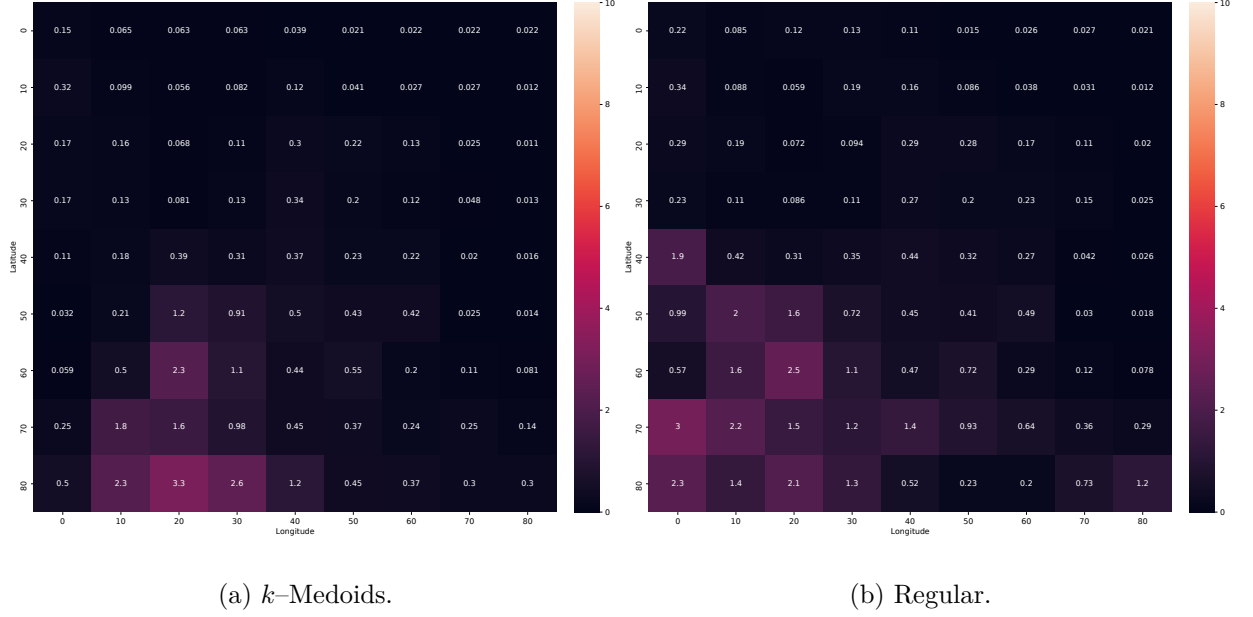 0 0.15 0.065 0.063 0.063 0.039 0.021 0.022 0.022 0.022
10 0.32 0.099 0.056 0.082 0.12 0.041 0.027 0.027 0.012
20 0.17 0.16 0.068 0.11 0.3 0.22 0.13 0.025 0.011
30 0.17 0.13 0.081 0.13 0.34 0.2 0.12 0.048 0.013
40 0.11 0.18 0.39 0.31 0.37 0.23 0.22 0.02 0.016
50 0.032 0.21 1.2 0.91 0.5 0.43 0.42 0.025 0.014
60 0.059 0.5 2.3 1.1 0.44 0.55 0.2 0.11 0.081
70 0.25 1.8 1.6 0.98 0.45 0.37 0.24 0.25 0.14
80 0.5 2.3 3.3 2.6 1.2 0.45 0.37 0.3 0.3
0 10 20 30 40 50 60 70 80
Latitude
Longitude
10
8
6
4
2
0
(a) k–Medoids.
0 0.22 0.085 0.12 0.13 0.11 0.015 0.026 0.027 0.021
10 0.34 0.088 0.059 0.19 0.16 0.086 0.038 0.031 0.012
20 0.29 0.19 0.072 0.094 0.29 0.28 0.17 0.11 0.02
30 0.23 0.11 0.086 0.11 0.27 0.2 0.23 0.15 0.025
40 1.9 0.42 0.31 0.35 0.44 0.32 0.27 0.042 0.026
50 0.99 2 1.6 0.72 0.45 0.41 0.49 0.03 0.018
60 0.57 1.6 2.5 1.1 0.47 0.72 0.29 0.12 0.078
70 3 2.2 1.5 1.2 1.4 0.93 0.64 0.36 0.29
80 2.3 1.4 2.1 1.3 0.52 0.23 0.2 0.73 1.2
0 10 20 30 40 50 60 70 80
Latitude
Longitude
10
8
6
4
2
0
(b) Regular.